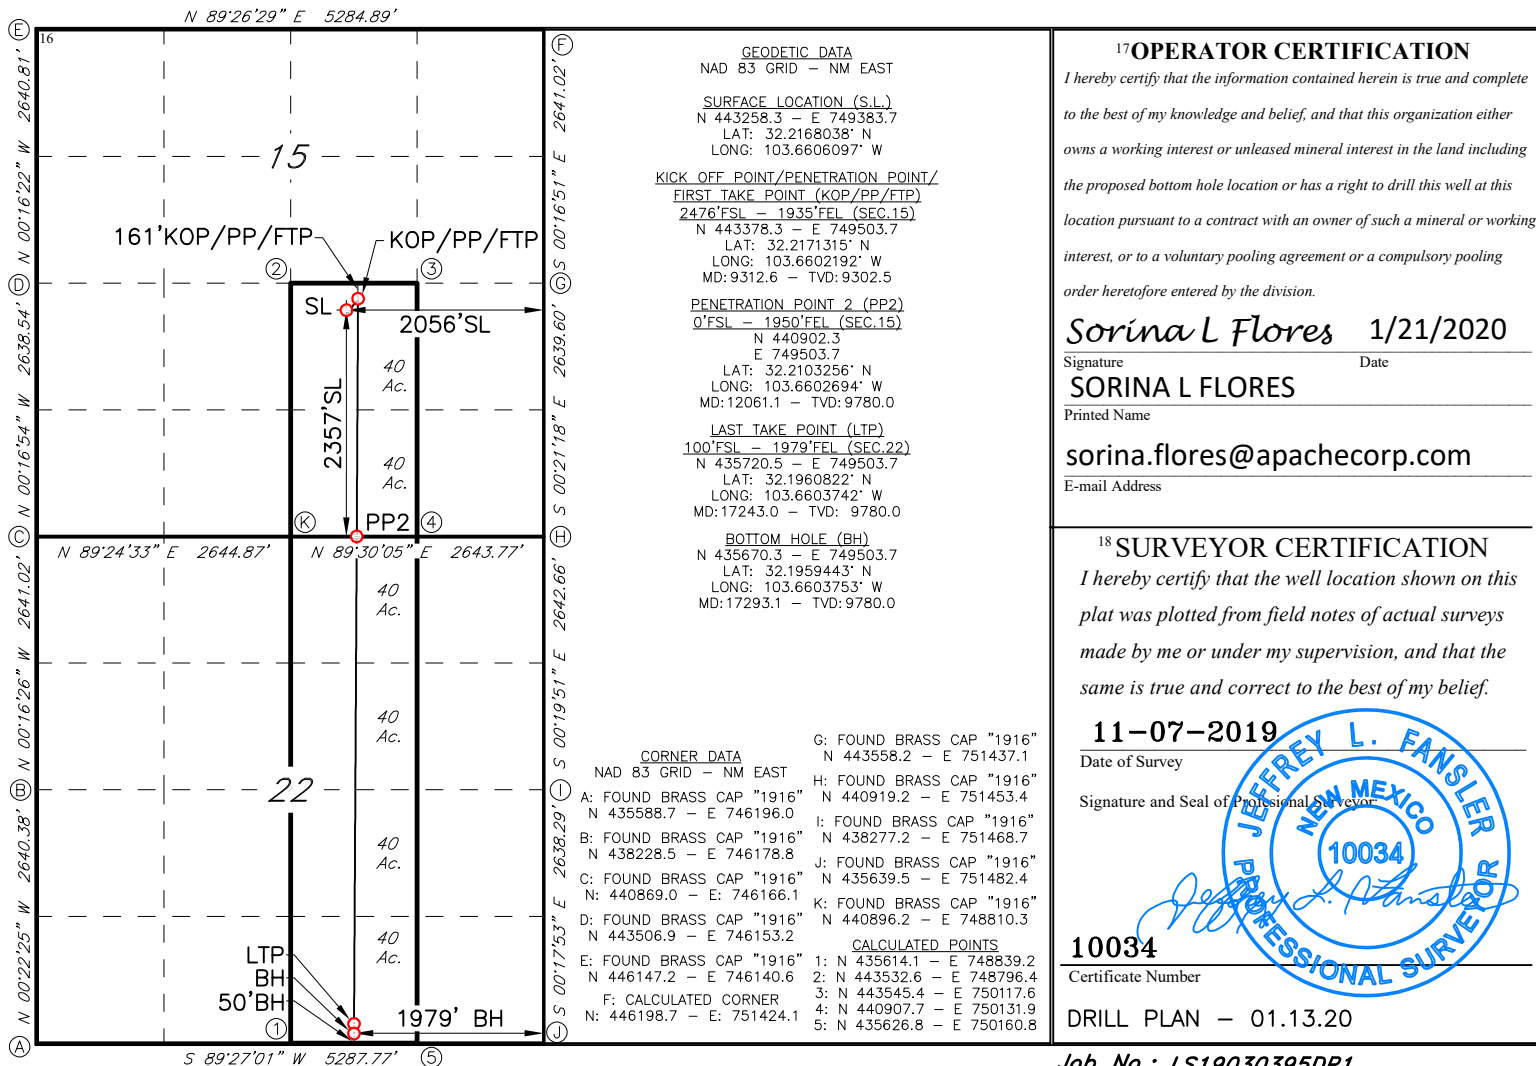 N 89°26'29" E 5284.89'
E
16
F
N 00°16'22" W 2640.81'
S 00°16'51" E 2641.02'
15
161'KOP/PP/FTP
KOP/PP/FTP
2
3
D
G
SL
2056'SL
2357'SL
40
Ac.
N 00°16'54" W 2638.54'
S 00°21'18" E 2639.60'
40
Ac.
K
PP2
4
C
H
N 89°24'33" E 2644.87'
N 89°30'05" E 2643.77'
40
Ac.
N 00°16'26" W 2641.02'
S 00°19'51" E 2642.66'
40
Ac.
B
22
I
40
Ac.
N 00°22'25" W 2640.38'
S 00°17'53" E 2638.29'
40
Ac.
LTP
BH
50'BH
1979' BH
1
A
J
S 89°27'01" W 5287.77'
5
GEODETIC DATA
NAD 83 GRID – NM EAST
SURFACE LOCATION (S.L.)
N 443258.3 – E 749383.7
LAT: 32.2168038° N
LONG: 103.6606097° W
KICK OFF POINT/PENETRATION POINT/
FIRST TAKE POINT (KOP/PP/FTP)
2476'FSL – 1935'FEL (SEC.15)
N 443378.3 – E 749503.7
LAT: 32.2171315° N
LONG: 103.6602192° W
MD: 9312.6 – TVD: 9302.5
PENETRATION POINT 2 (PP2)
0'FSL – 1950'FEL (SEC.15)
N 440902.3
E 749503.7
LAT: 32.2103256° N
LONG: 103.6602694° W
MD: 12061.1 – TVD: 9780.0
LAST TAKE POINT (LTP)
100'FSL – 1979'FEL (SEC.22)
N 435720.5 – E 749503.7
LAT: 32.1960822° N
LONG: 103.6603742° W
MD: 17243.0 – TVD: 9780.0
BOTTOM HOLE (BH)
N 435670.3 – E 749503.7
LAT: 32.1959443° N
LONG: 103.6603753° W
MD: 17293.1 – TVD: 9780.0
CORNER DATA
NAD 83 GRID – NM EAST
A: FOUND BRASS CAP "1916"
N 435588.7 – E 746196.0
B: FOUND BRASS CAP "1916"
N 438228.5 – E 746178.8
C: FOUND BRASS CAP "1916"
N: 440869.0 – E: 746166.1
D: FOUND BRASS CAP "1916"
N 443506.9 – E 746153.2
E: FOUND BRASS CAP "1916"
N 446147.2 – E 746140.6
F: CALCULATED CORNER
N: 446198.7 – E: 751424.1
G: FOUND BRASS CAP "1916"
N 443558.2 – E 751437.1
H: FOUND BRASS CAP "1916"
N 440919.2 – E 751453.4
I: FOUND BRASS CAP "1916"
N 438277.2 – E 751468.7
J: FOUND BRASS CAP "1916"
N 435639.5 – E 751482.4
K: FOUND BRASS CAP "1916"
N 440896.2 – E 748810.3
CALCULATED POINTS
1: N 435614.1 – E 748839.2
2: N 443532.6 – E 748796.4
3: N 443545.4 – E 750117.6
4: N 440907.7 – E 750131.9
5: N 435626.8 – E 750160.8
17 OPERATOR CERTIFICATION
I hereby certify that the information contained herein is true and complete
to the best of my knowledge and belief, and that this organization either
owns a working interest or unleased mineral interest in the land including
the proposed bottom hole location or has a right to drill this well at this
location pursuant to a contract with an owner of such a mineral or working
interest, or to a voluntary pooling agreement or a compulsory pooling
order heretofore entered by the division.
Sorina L Flores 1/21/2020
Signature Date
SORINA L FLORES
Printed Name
sorina.flores@apachecorp.com
E-mail Address
18 SURVEYOR CERTIFICATION
I hereby certify that the well location shown on this
plat was plotted from field notes of actual surveys
made by me or under my supervision, and that the
same is true and correct to the best of my belief.
11-07-2019
Date of Survey
Signature and Seal of Profesional Surveyor:
JEFFREY L. FANSLER
NEW MEXICO
10034
PROFESSIONAL SURVEYOR
Jeffrey L. Fansler
10034
Certificate Number
DRILL PLAN – 01.13.20
Job No.: LS19030395DP1